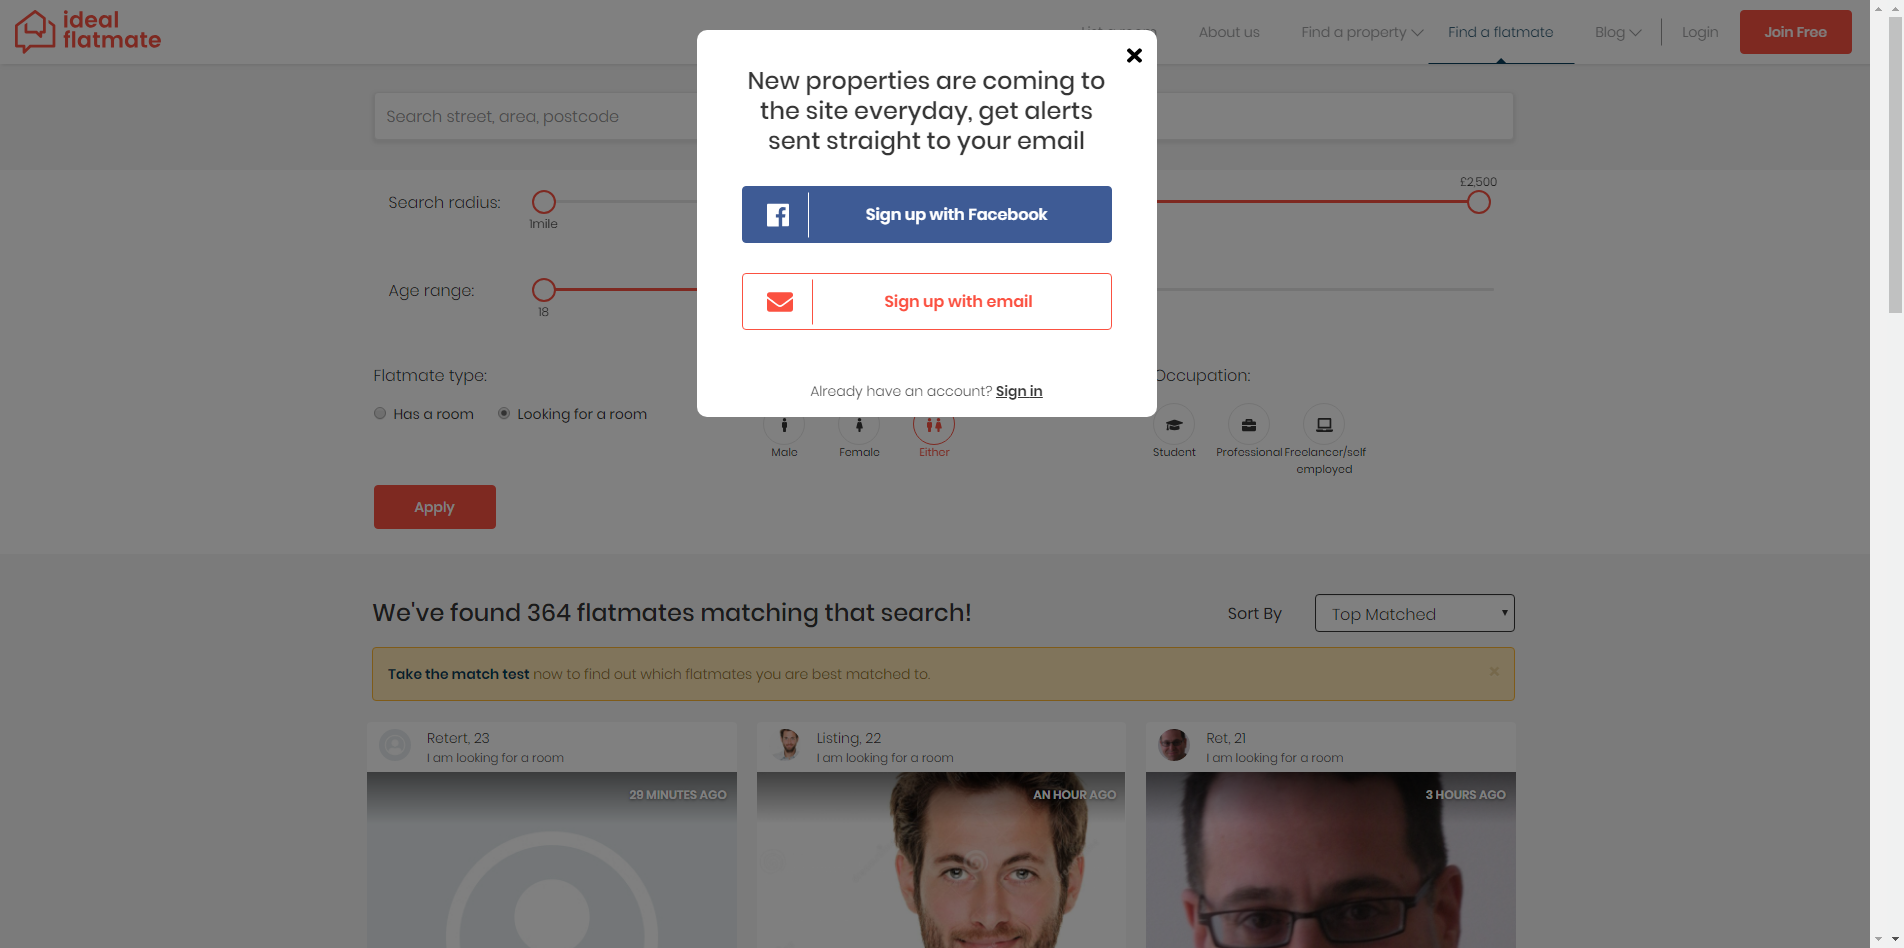 ideal
flatmate
About us
Find a property
Find a flatmate
Blog
Login
Join Free
New properties are coming to
the site everyday, get alerts
sent straight to your email
Search street, area, postcode
Sign up with Facebook
Search radius:
1mile
£2,500
Sign up with email
Age range:
18
Already have an account? Sign in
Flatmate type:
Occupation:
Has a room
Looking for a room
Male
Female
Either
Student
Professional
Freelancer/self
employed
Apply
We've found 364 flatmates matching that search!
Sort By
Top Matched
Take the match test now to find out which flatmates you are best matched to.
Retert, 23
I am looking for a room
29 MINUTES AGO
Listing, 22
I am looking for a room
AN HOUR AGO
Ret, 21
I am looking for a room
3 HOURS AGO